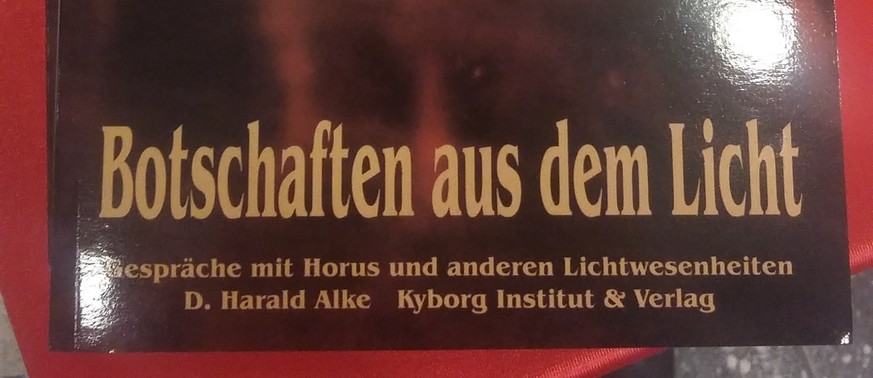 Botschaften aus dem Licht
Gespräche mit Horus und anderen Lichtwesenheiten
D. Harald Alke Kyborg Institut & Verlag